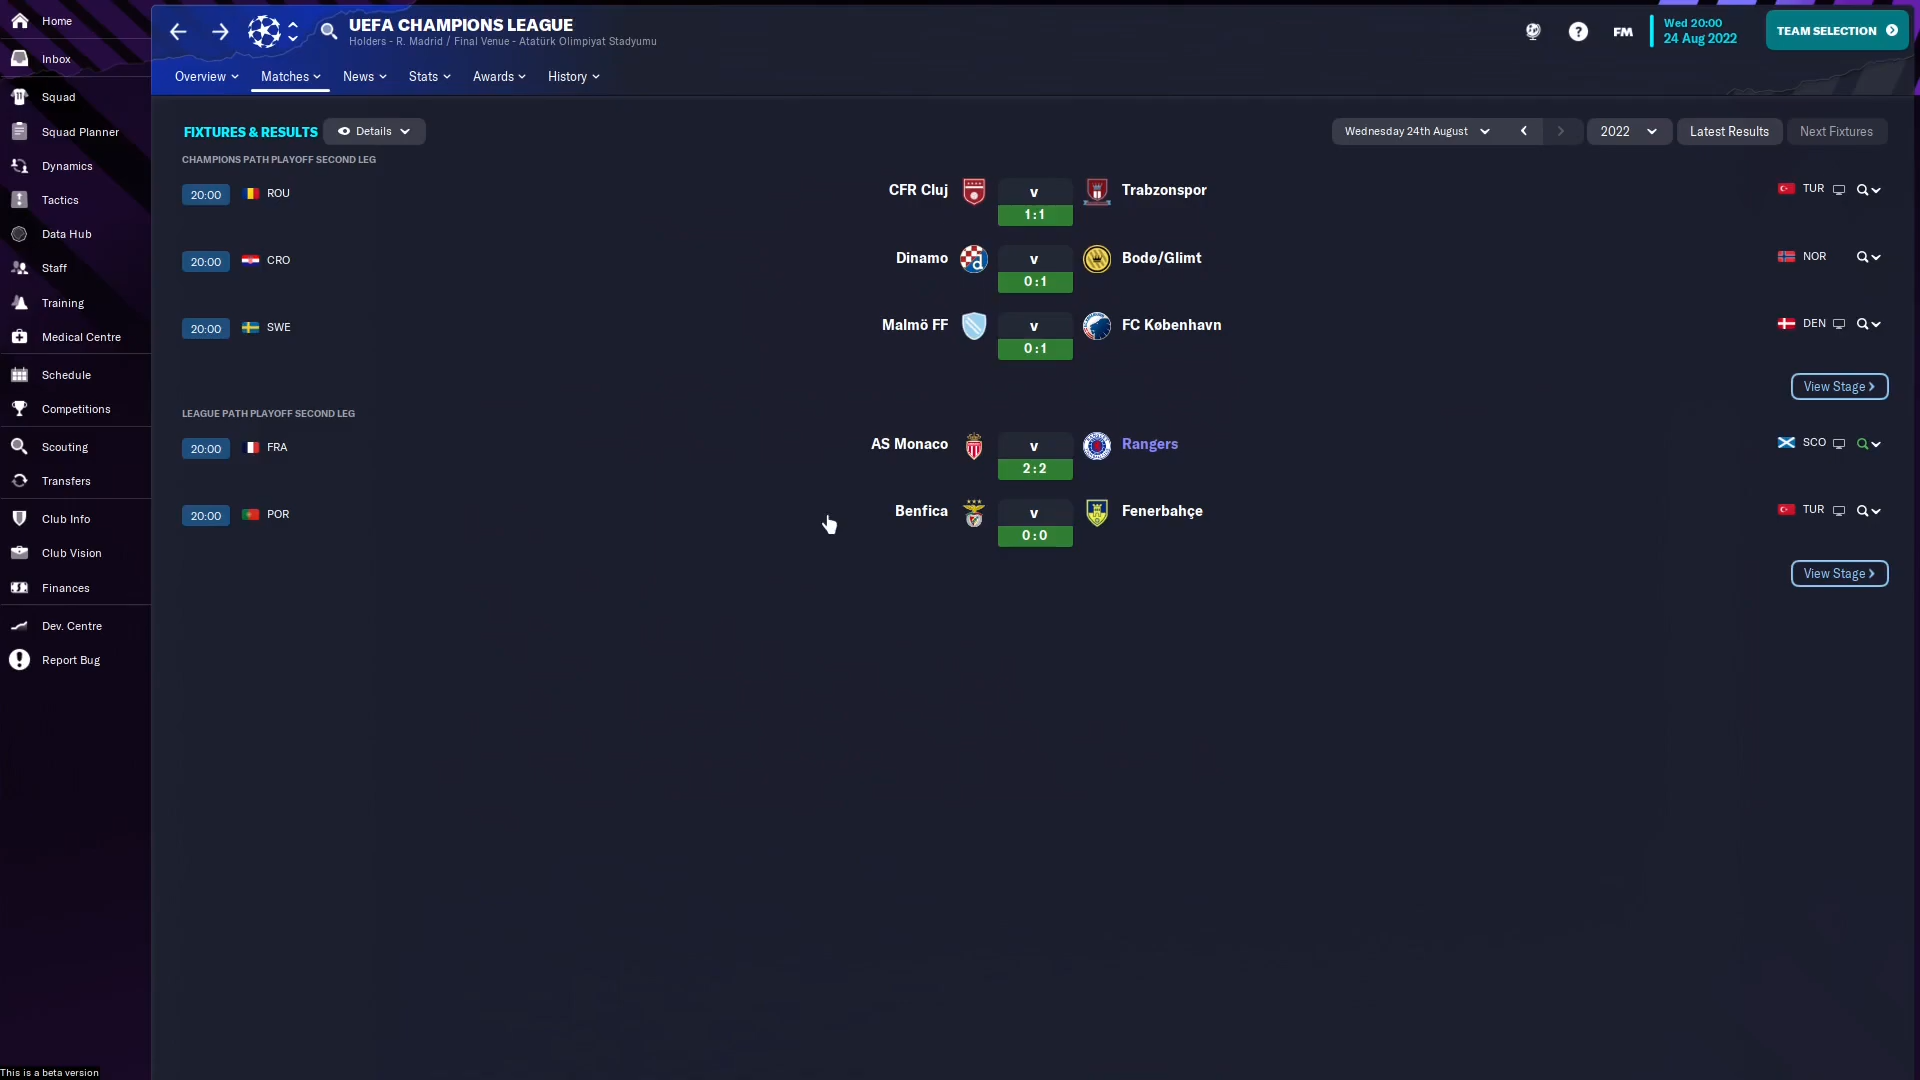 Home
Inbox
Squad
Squad Planner
Dynamics
Tactics
Data Hub
Staff
Training
Medical Centre
Schedule
Competitions
Scouting
Transfers
Club Info
Club Vision
Finances
Dev. Centre
Report Bug
This is a beta version
UEFA CHAMPIONS LEAGUE
Holders - R. Madrid / Final Venue - Atatürk Olimpiyat Stadyumu
FM
Wed 20:00
24 Aug 2022
TEAM SELECTION
Overview Matches News Stats Awards History
FIXTURES & RESULTS Details Wednesday 24th August 2022 Latest Results Next Fixtures
CHAMPIONS PATH PLAYOFF SECOND LEG
20:00 ROU CFR Cluj v Trabzonspor TUR
1 : 1
20:00 CRO Dinamo v Bodø/Glimt NOR
0 : 1
20:00 SWE Malmö FF v FC København DEN
0 : 1
View Stage
LEAGUE PATH PLAYOFF SECOND LEG
20:00 FRA AS Monaco v Rangers SCO
2 : 2
20:00 POR Benfica v Fenerbahçe TUR
0 : 0
View Stage